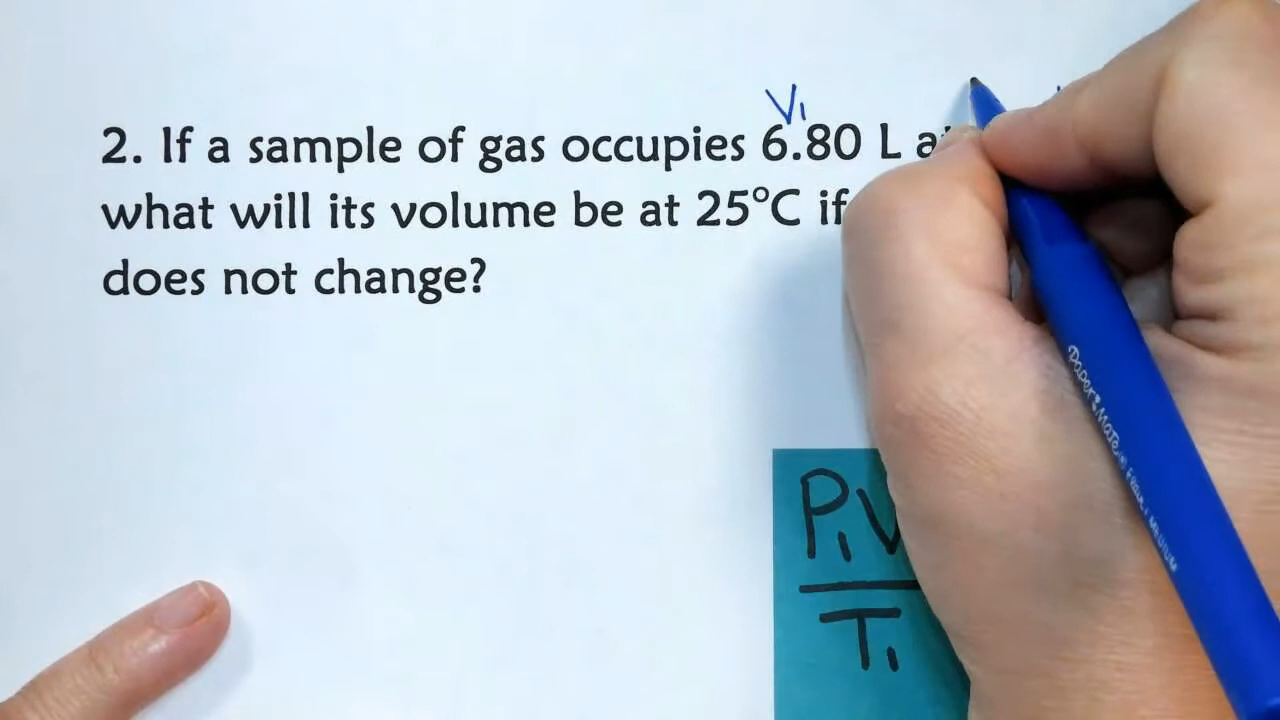 V₁
2. If a sample of gas occupies 6.80 L
what will its volume be at 25°C if
does not change?
P₁V
T₁
PaperMate